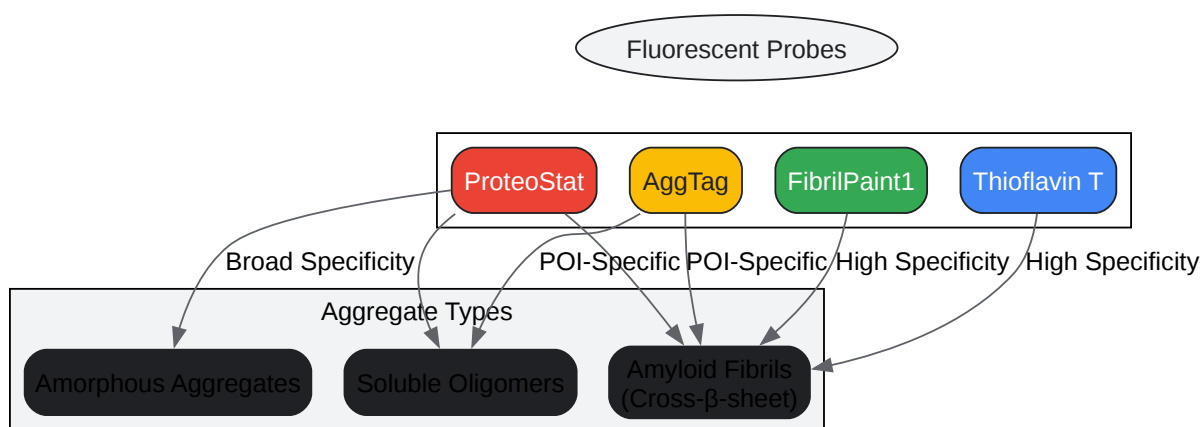 Fluorescent Probes
ProteoStat
AggTag
FibrilPaint1
Thioflavin T
Broad Specificity
POI-Specific
POI-Specific
High Specificity
High Specificity
Aggregate Types
Amorphous Aggregates
Soluble Oligomers
Amyloid Fibrils
(Cross-β-sheet)